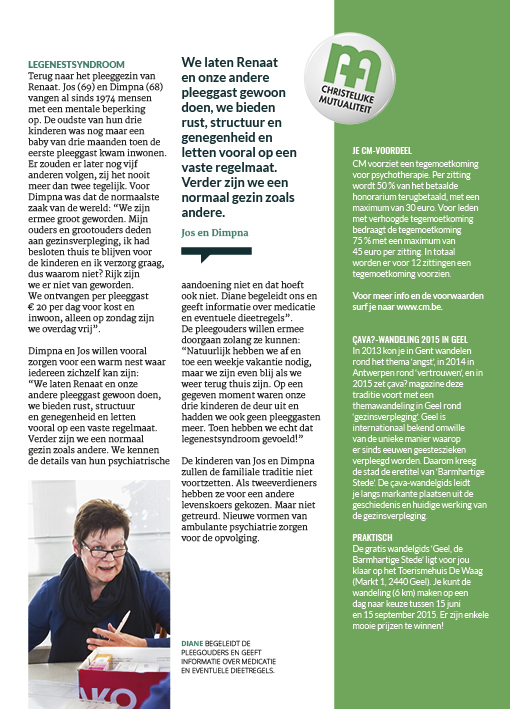 LEGENESTSYNDROOM
Terug naar het pleeggezin van
Renaat. Jos (69) en Dimpna (68)
vangen al sinds 1974 mensen
met een mentale beperking
op. De oudste van hun drie
kinderen was nog maar een
baby van drie maanden toen de
eerste pleeggast kwam inwonen.
Er zouden er later nog vijf
anderen volgen, zij het nooit
meer dan twee tegelijk. Voor
Dimpna was dat de normaalste
zaak van de wereld: “We zijn
ermee groot geworden. Mijn
ouders en grootouders deden
aan gezinsverpleging, ik had
besloten thuis te blijven voor
de kinderen en ik verzorg graag,
dus waarom niet? Rijk zijn
we er niet van geworden.
We ontvangen per pleeggast
€ 20 per dag voor kost en
inwoon, alleen op zondag zijn
we overdag vrij”.
Dimpna en Jos willen vooral
zorgen voor een warm nest waar
iedereen zichzelf kan zijn:
“We laten Renaat en onze
andere pleeggast gewoon doen,
we bieden rust, structuur
en genegenheid en letten
vooral op een vaste regelmaat.
Verder zijn we een normaal
gezin zoals andere. We kennen
de details van hun psychiatrische
We laten Renaat
en onze andere
pleeggast gewoon
doen, we bieden
rust, structuur en
genegenheid en
letten vooral op een
vaste regelmaat.
Verder zijn we een
normaal gezin zoals
andere.
Jos en Dimpna
aandoening niet en dat hoeft
ook niet. Diane begeleidt ons en
geeft informatie over medicatie
en eventuele dieetregels”.
De pleegouders willen ermee
doorgaan zolang ze kunnen:
“Natuurlijk hebben we af en
toe een weekje vakantie nodig,
maar we zijn even blij als we
weer terug thuis zijn. Op een
gegeven moment waren onze
drie kinderen de deur uit en
hadden we ook geen pleeggasten
meer. Toen hebben we echt dat
legenestsyndroom gevoeld!”
De kinderen van Jos en Dimpna
zullen de familiale traditie niet
voortzetten. Als tweeverdieners
hebben ze voor een andere
levenskoers gekozen. Maar niet
getreurd. Nieuwe vormen van
ambulante psychiatrie zorgen
voor de opvolging.
DIANE BEGELEIDT DE
PLEEGOUDERS EN GEEFT
INFORMATIE OVER MEDICATIE
EN EVENTUELE DIEETREGELS.
AKO
CHRISTELIJKE
MUTUALITEIT
JE CM-VOORDEEL
CM voorziet een tegemoetkoming
voor psychotherapie. Per zitting
wordt 50 % van het betaalde
honorarium terugbetaald, met een
maximum van 30 euro. Voor leden
met verhoogde tegemoetkoming
bedraagt de tegemoetkoming
75 % met een maximum van
45 euro per zitting. In totaal
worden er voor 12 zittingen een
tegemoetkoming voorzien.
Voor meer info en de voorwaarden
surf je naar www.cm.be.
ÇAVA?-WANDELING 2015 IN GEEL
In 2013 kon je in Gent wandelen
rond het thema ‘angst’, in 2014 in
Antwerpen rond ‘vertrouwen’, en in
2015 zet çava? magazine deze
traditie voort met een
themawandeling in Geel rond
‘gezinsverpleging’. Geel is
internationaal bekend omwille
van de unieke manier waarop
er sinds eeuwen geesteszieken
verpleegd worden. Daarom kreeg
de stad de eretitel van ‘Barmhartige
Stede’. De çava-wandelgids leidt
je langs markante plaatsen uit de
geschiedenis en huidige werking van
de gezinsverpleging.
PRAKTISCH
De gratis wandelgids ‘Geel, de
Barmhartige Stede’ ligt voor jou
klaar op het Toerismehuis De Waag
(Markt 1, 2440 Geel). Je kunt de
wandeling (6 km) maken op een
dag naar keuze tussen 15 juni
en 15 september 2015. Er zijn enkele
mooie prijzen te winnen!